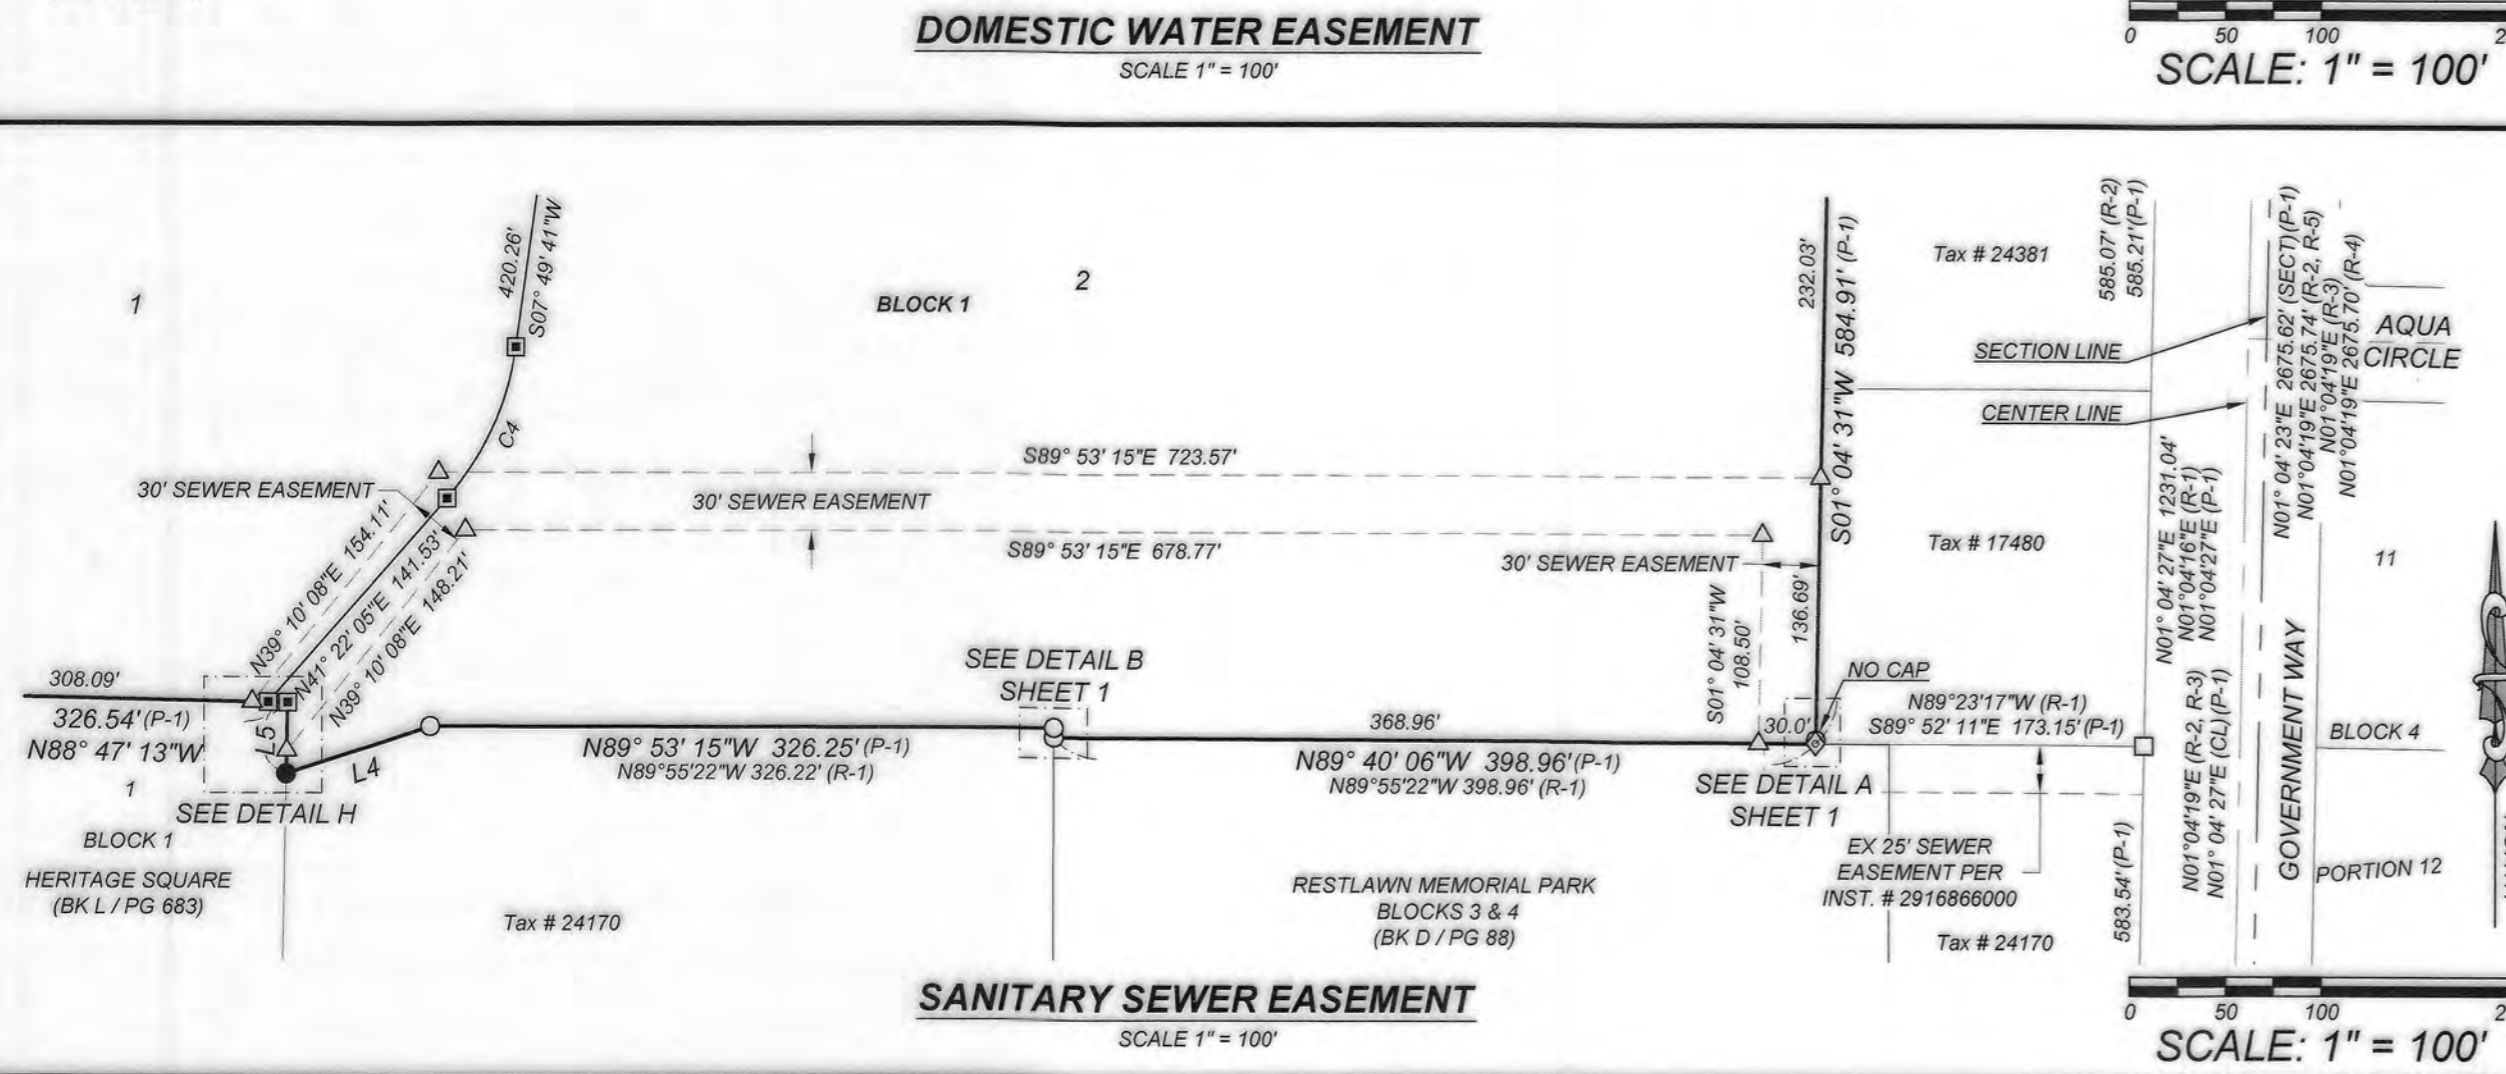 DOMESTIC WATER EASEMENT
SCALE 1" = 100'
0 50 100
SCALE: 1" = 100'
1
420.26'
S07° 49' 41"W
C4
BLOCK 1
2
232.03'
S01° 04' 31"W 584.91' (P-1)
Tax # 24381
585.07' (R-2)
585.21'(P-1)
SECTION LINE
CENTER LINE
N01° 04' 23"E 2675.62' (SECT)(P-1)
N01°04'19"E 2675.74' (R-2, R-5)
N01°04'19"E (R-3)
N01°04'19"E 2675.70' (R-4)
AQUA
CIRCLE
30' SEWER EASEMENT
S89° 53' 15"E 723.57'
30' SEWER EASEMENT
S89° 53' 15"E 678.77'
30' SEWER EASEMENT
Tax # 17480
N01° 04' 27"E 1231.04'
N01°04'16"E (R-1)
N01°04'27"E (P-1)
11
N39° 10' 08"E 154.11'
N41° 22' 05"E 141.53'
N39° 10' 08"E 148.21'
S01° 04' 31"W
108.50'
136.69'
308.09'
326.54'(P-1)
N88° 47' 13"W
1
L5
L4
SEE DETAIL H
SEE DETAIL B
SHEET 1
N89° 53' 15"W 326.25' (P-1)
N89°55'22"W 326.22' (R-1)
368.96'
N89° 40' 06"W 398.96'(P-1)
N89°55'22"W 398.96' (R-1)
30.0'
NO CAP
N89°23'17"W (R-1)
S89° 52' 11"E 173.15'(P-1)
SEE DETAIL A
SHEET 1
N01°04'19"E (R-2, R-3)
N01° 04' 27"E (CL)(P-1)
GOVERNMENT WAY
BLOCK 4
BLOCK 1
HERITAGE SQUARE
(BK L / PG 683)
Tax # 24170
RESTLAWN MEMORIAL PARK
BLOCKS 3 & 4
(BK D / PG 88)
EX 25' SEWER
EASEMENT PER
INST. # 2916866000
Tax # 24170
583.54'(P-1)
PORTION 12
SANITARY SEWER EASEMENT
SCALE 1" = 100'
0 50 100
SCALE: 1" = 100'